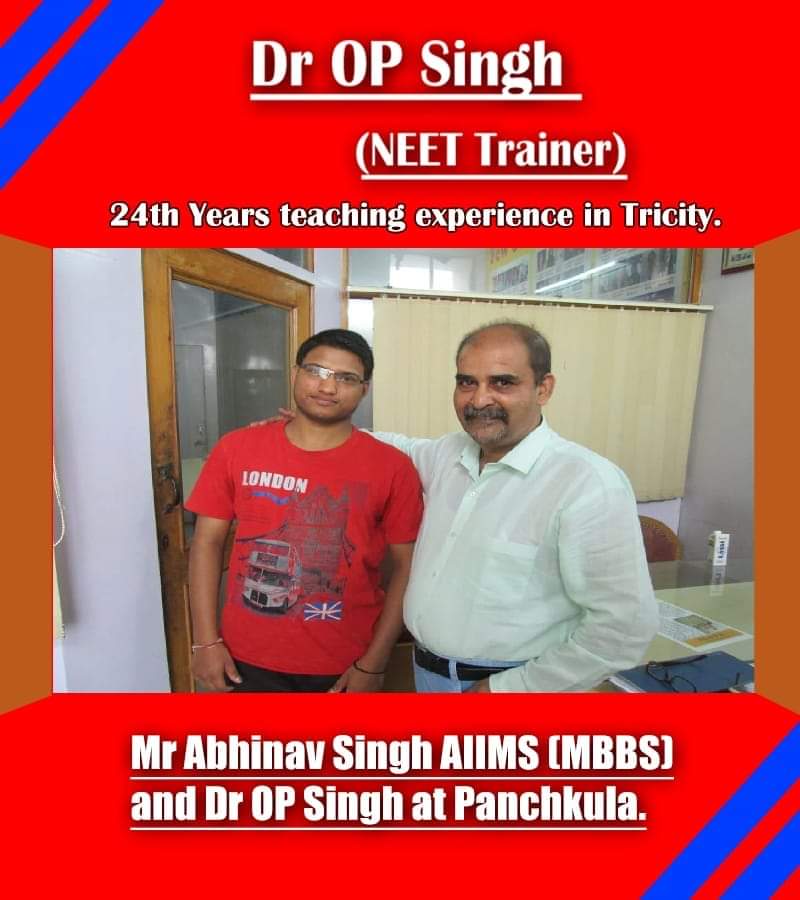 Dr OP Singh
(NEET Trainer)
24th Years teaching experience in Tricity.
LONDON
Mr Abhinav Singh AIIMS (MBBS)
and Dr OP Singh at Panchkula.